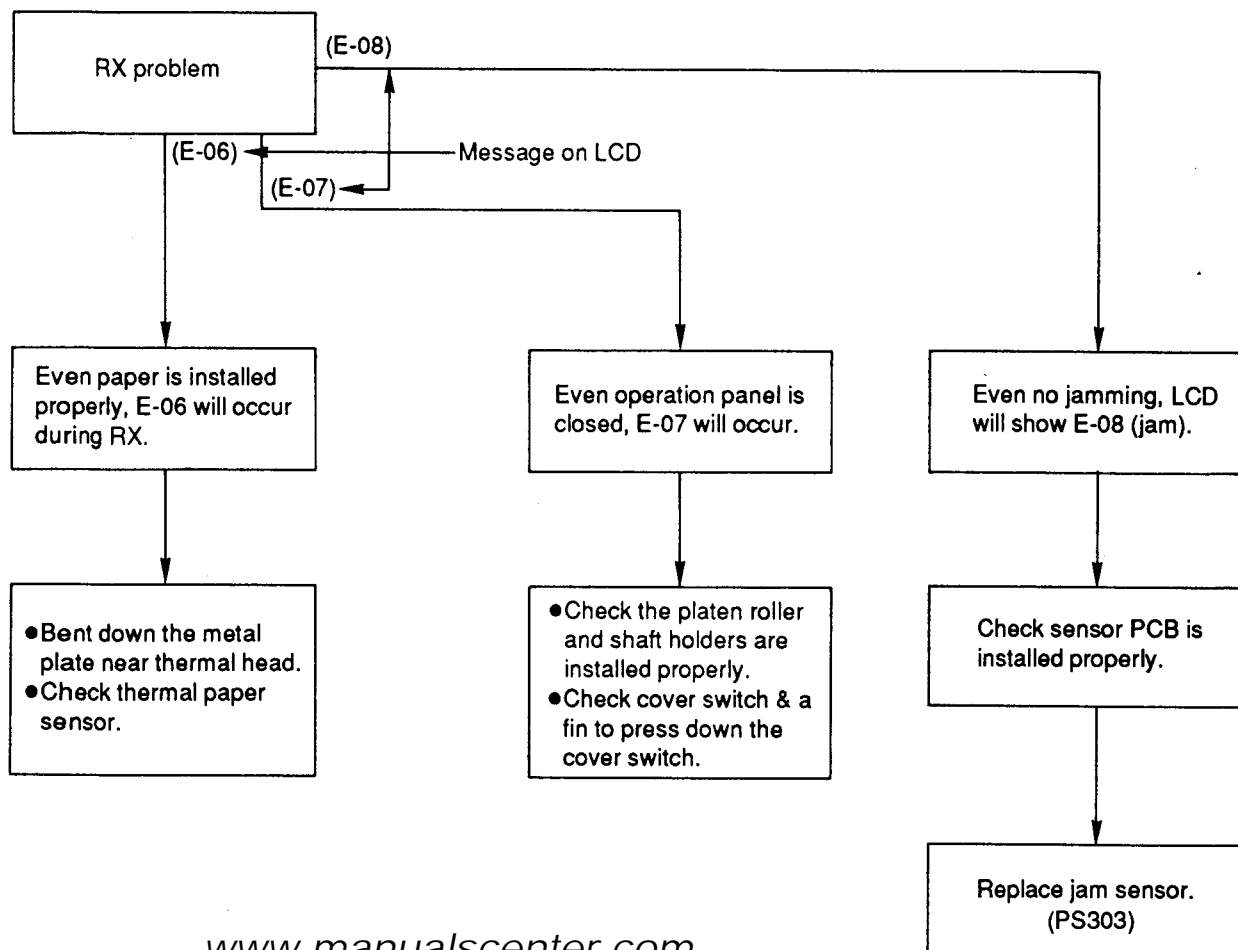 RX problem
(E-08)
(E-06)
Message on LCD
(E-07)
Even paper is installed
properly, E-06 will occur
during RX.
Even operation panel is
closed, E-07 will occur.
Even no jamming, LCD
will show E-08 (jam).
●Bent down the metal
plate near thermal head.
●Check thermal paper
sensor.
●Check the platen roller
and shaft holders are
installed properly.
●Check cover switch & a
fin to press down the
cover switch.
Check sensor PCB is
installed properly.
Replace jam sensor.
(PS303)
www.manualscenter.com